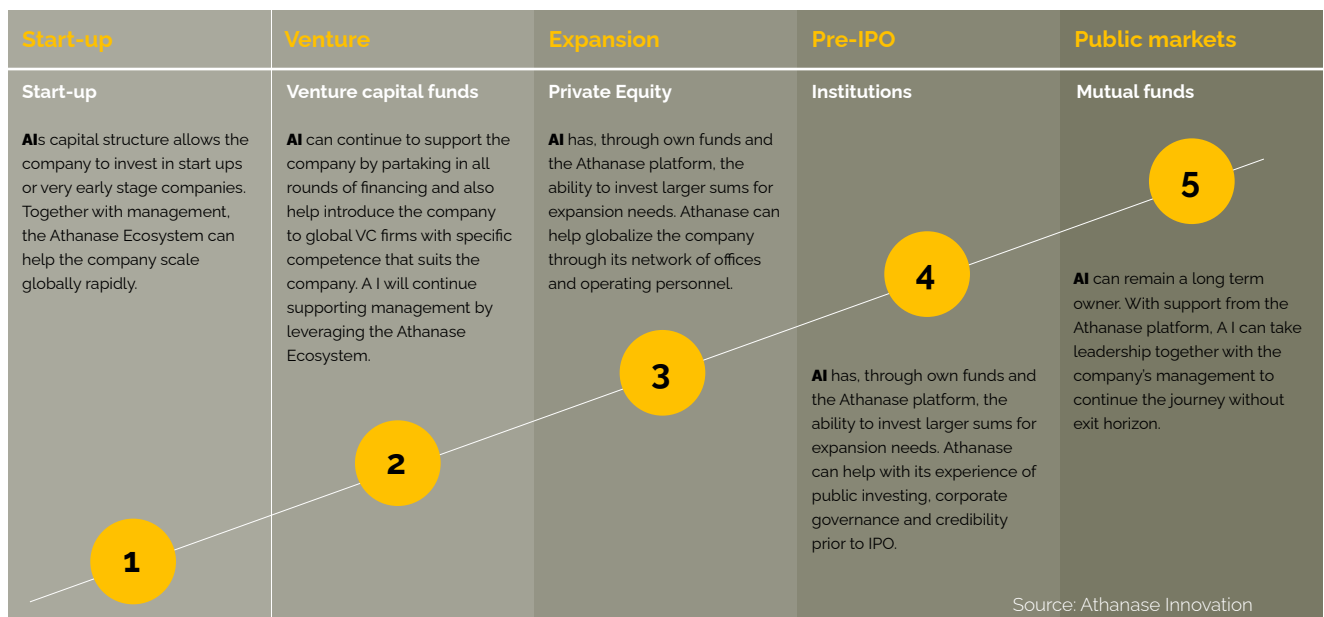 Start-up
Start-up
AIs capital structure allows the
company to invest in start ups
or very early stage companies.
Together with management,
the Athanase Ecosystem can
help the company scale
globally rapidly.
1
Venture
Venture capital funds
AI can continue to support the
company by partaking in all
rounds of financing and also
help introduce the company
to global VC firms with specific
competence that suits the
company. A I will continue
supporting management by
leveraging the Athanase
Ecosystem.
2
Expansion
Private Equity
AI has, through own funds and
the Athanase platform, the
ability to invest larger sums for
expansion needs. Athanase can
help globalize the company
through its network of offices
and operating personnel.
3
Pre-IPO
Institutions
4
AI has, through own funds and
the Athanase platform, the
ability to invest larger sums for
expansion needs. Athanase
can help with its experience of
public investing, corporate
governance and credibility
prior to IPO.
Public markets
Mutual funds
5
AI can remain a long term
owner. With support from the
Athanase platform, A I can take
leadership together with the
company's management to
continue the journey without
exit horizon.
Source: Athanase Innovation